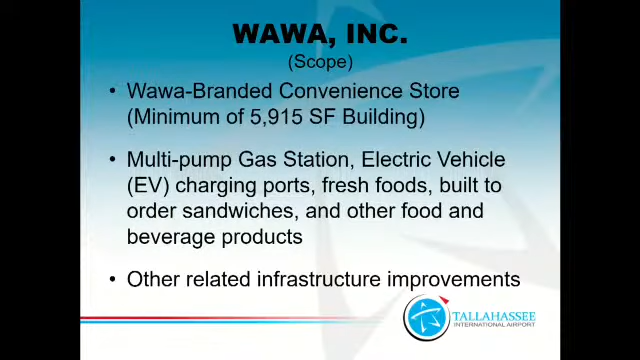 WAWA, INC.
(Scope)
• Wawa-Branded Convenience Store
(Minimum of 5,915 SF Building)
• Multi-pump Gas Station, Electric Vehicle
(EV) charging ports, fresh foods, built to
order sandwiches, and other food and
beverage products
• Other related infrastructure improvements
TALLAHASSEE
INTERNATIONAL AIRPORT